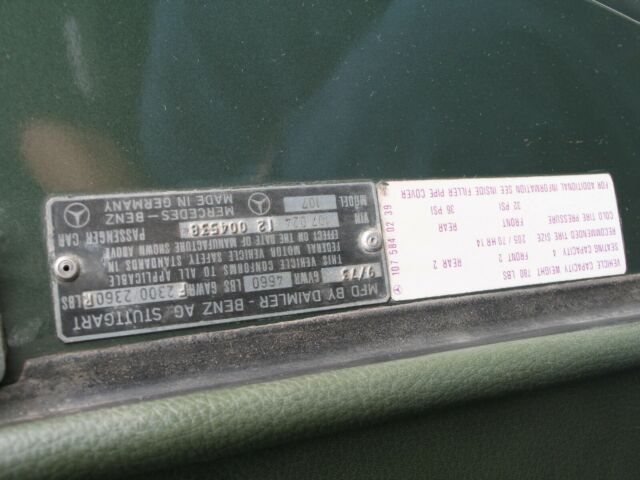 MFD BY DAIMLER-BENZ AG STUTTGART
9/73 GVWR 4660 LBS GAWR F 2300 2360 R LBS
THIS VEHICLE CONFORMS TO ALL APPLICABLE
FEDERAL MOTOR VEHICLE SAFETY STANDARDS IN
EFFECT ON THE DATE OF MANUFACTURE SHOWN ABOVE
VIN 107 024 12 004538 PASSENGER CAR
MODEL 107 MERCEDES-BENZ
MADE IN GERMANY
VEHICLE CAPACITY WEIGHT 780 LBS
SEATING CAPACITY 4 FRONT 2 REAR 2
RECOMMENDED TIRE SIZE 205 / 70 HR 14
COLD TIRE PRESSURE FRONT REAR
32 PSI 36 PSI
FOR ADDITIONAL INFORMATION SEE INSIDE FILLER PIPE COVER
107 584 02 39